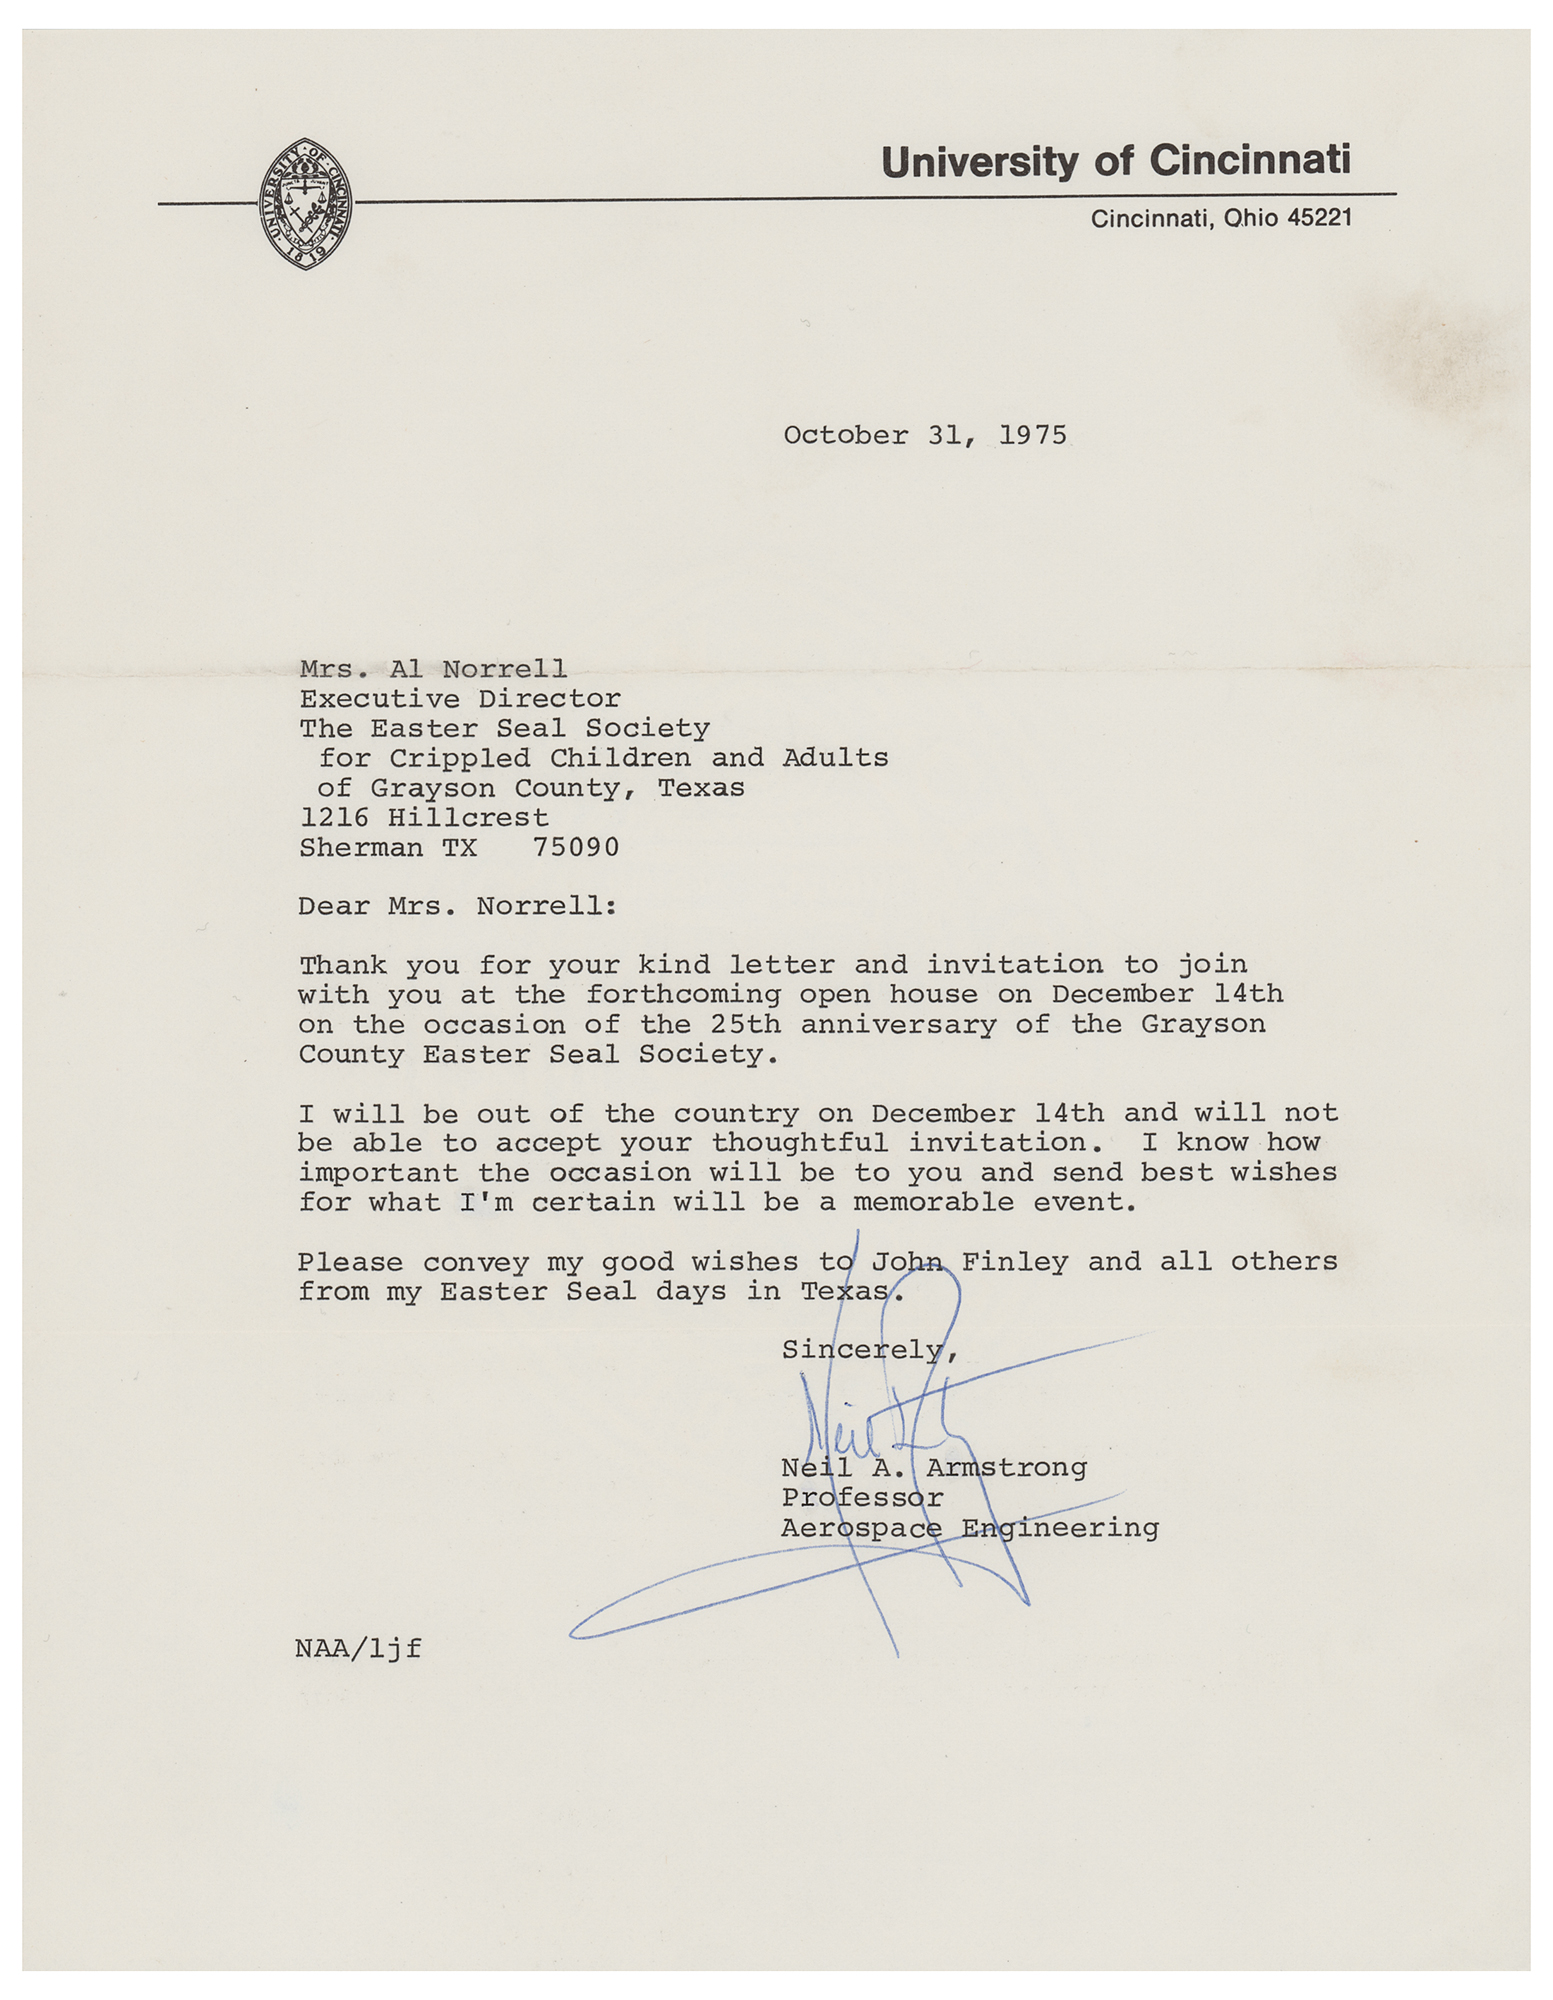 UNIVERSITY · OF · CINCINNATI · 1819
University of Cincinnati
Cincinnati, Ohio 45221
October 31, 1975
Mrs. Al Norrell
Executive Director
The Easter Seal Society
for Crippled Children and Adults
of Grayson County, Texas
1216 Hillcrest
Sherman TX 75090
Dear Mrs. Norrell:
Thank you for your kind letter and invitation to join
with you at the forthcoming open house on December 14th
on the occasion of the 25th anniversary of the Grayson
County Easter Seal Society.
I will be out of the country on December 14th and will not
be able to accept your thoughtful invitation. I know how
important the occasion will be to you and send best wishes
for what I'm certain will be a memorable event.
Please convey my good wishes to John Finley and all others
from my Easter Seal days in Texas.
Sincerely,
Neil
Neil A. Armstrong
Professor
Aerospace Engineering
NAA/ljf